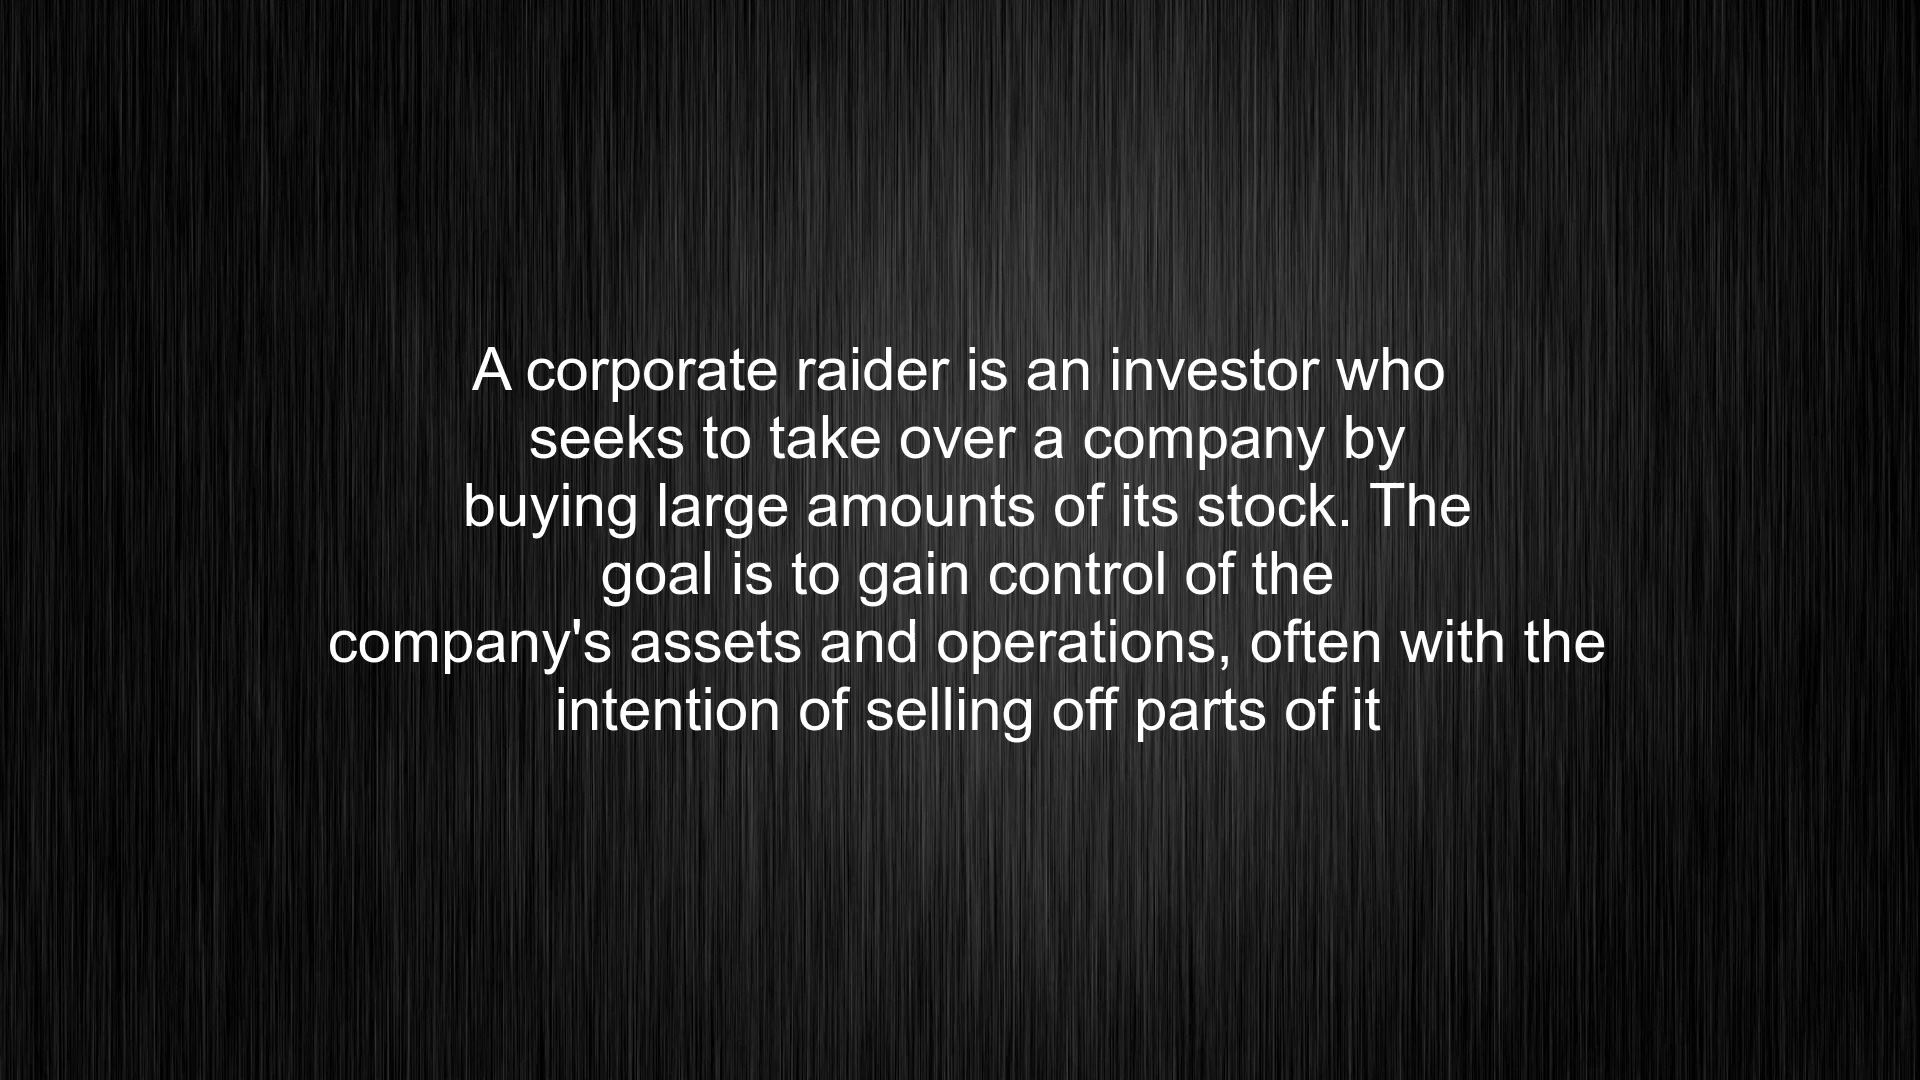 A corporate raider is an investor who
seeks to take over a company by
buying large amounts of its stock. The
goal is to gain control of the
company's assets and operations, often with the
intention of selling off parts of it